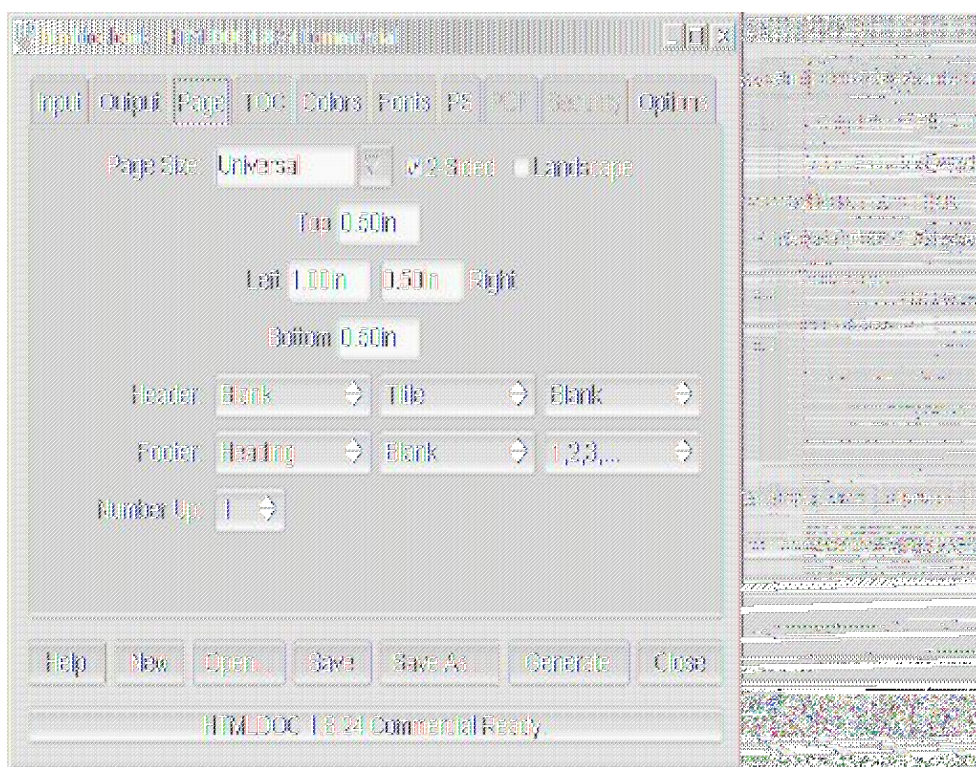 HTMLDOC 1.8.24 Commercial
Input Output Page TOC Colors Fonts PS PDF Security Options
Page Size: Universal 2-Sided Landscape
Top 0.50in
Left 1.00in 0.50in Right
Bottom 0.50in
Header: Blank Title Blank
Footer: Heading Blank 1,2,3,...
Number Up: 1
Help New Open... Save Save As... Generate Close
HTMLDOC 1.8.24 Commercial Ready.